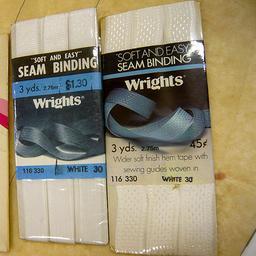 "SOFT AND EASY"
SEAM BINDING
3 yds. 2.75m $1.30
Wrights®
116 330 WHITE 30
"SOFT AND EASY"
SEAM BINDING
Wrights®
3 yds. 2.75m 45¢
Wider soft finish hem tape with
sewing guides woven in
116 330 WHITE 30